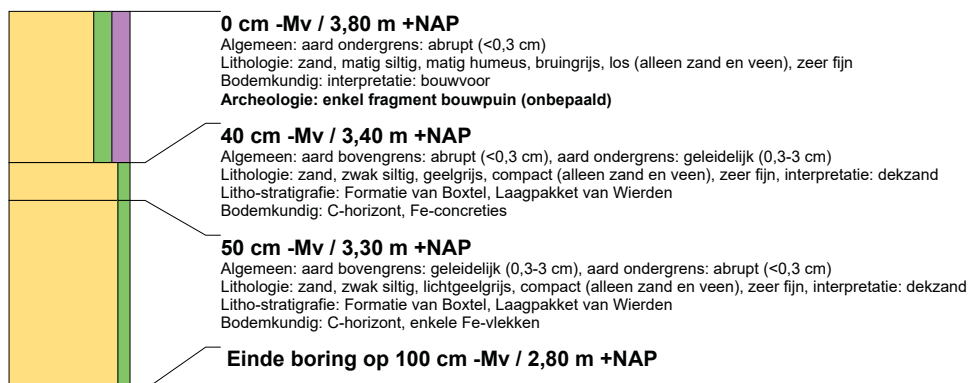 0 cm -Mv / 3,80 m +NAP
Algemeen: aard ondergrens: abrupt (<0,3 cm)
Lithologie: zand, matig siltig, matig humeus, bruingrijs, los (alleen zand en veen), zeer fijn
Bodemkundig: interpretatie: bouwvoor
Archeologie: enkel fragment bouwpuin (onbepaald)
40 cm -Mv / 3,40 m +NAP
Algemeen: aard bovengrens: abrupt (<0,3 cm), aard ondergrens: geleidelijk (0,3-3 cm)
Lithologie: zand, zwak siltig, geelgrijs, compact (alleen zand en veen), zeer fijn, interpretatie: dekzand
Litho-stratigrafie: Formatie van Boxtel, Laagpakket van Wierden
Bodemkundig: C-horizont, Fe-concreties
50 cm -Mv / 3,30 m +NAP
Algemeen: aard bovengrens: geleidelijk (0,3-3 cm), aard ondergrens: abrupt (<0,3 cm)
Lithologie: zand, zwak siltig, lichtgeelgrijs, compact (alleen zand en veen), zeer fijn, interpretatie: dekzand
Litho-stratigrafie: Formatie van Boxtel, Laagpakket van Wierden
Bodemkundig: C-horizont, enkele Fe-vlekken
Einde boring op 100 cm -Mv / 2,80 m +NAP